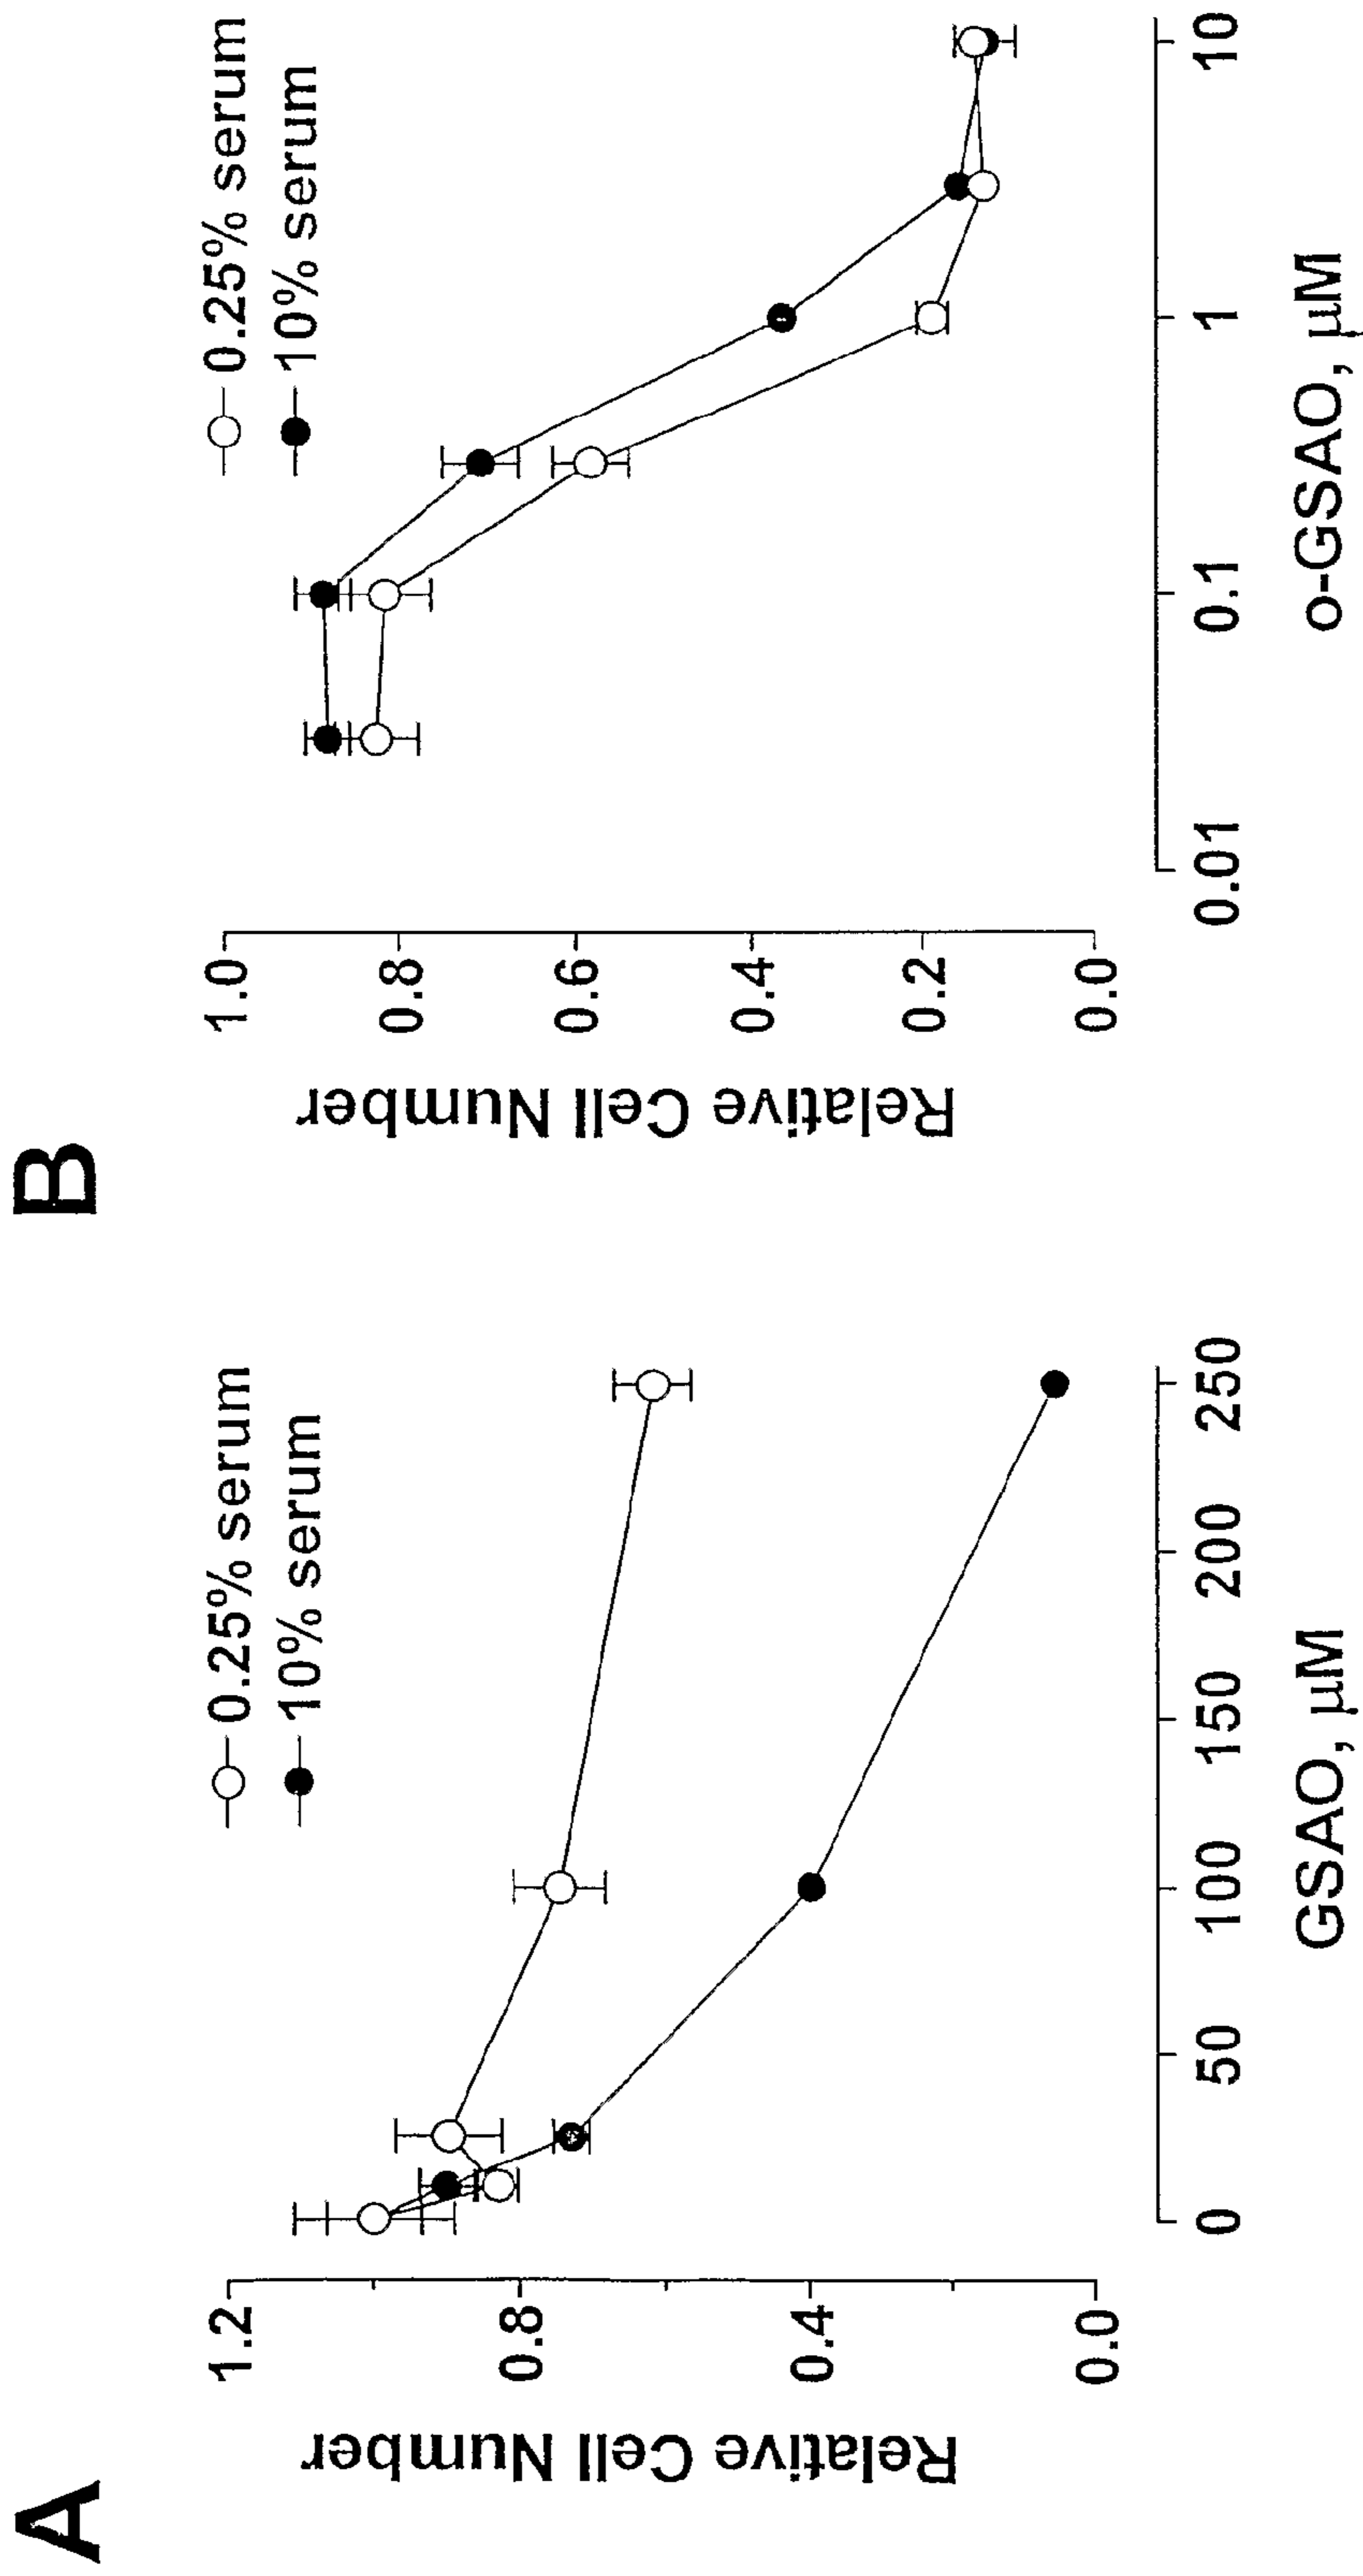 A
Relative Cell Number
1.2
0.8
0.4
0.0
0.25% serum
10% serum
0
50
100
150
200
250
GSAO, μM
B
Relative Cell Number
1.0
0.8
0.6
0.4
0.2
0.0
0.25% serum
10% serum
0.01
0.1
1
10
o-GSAO, μM